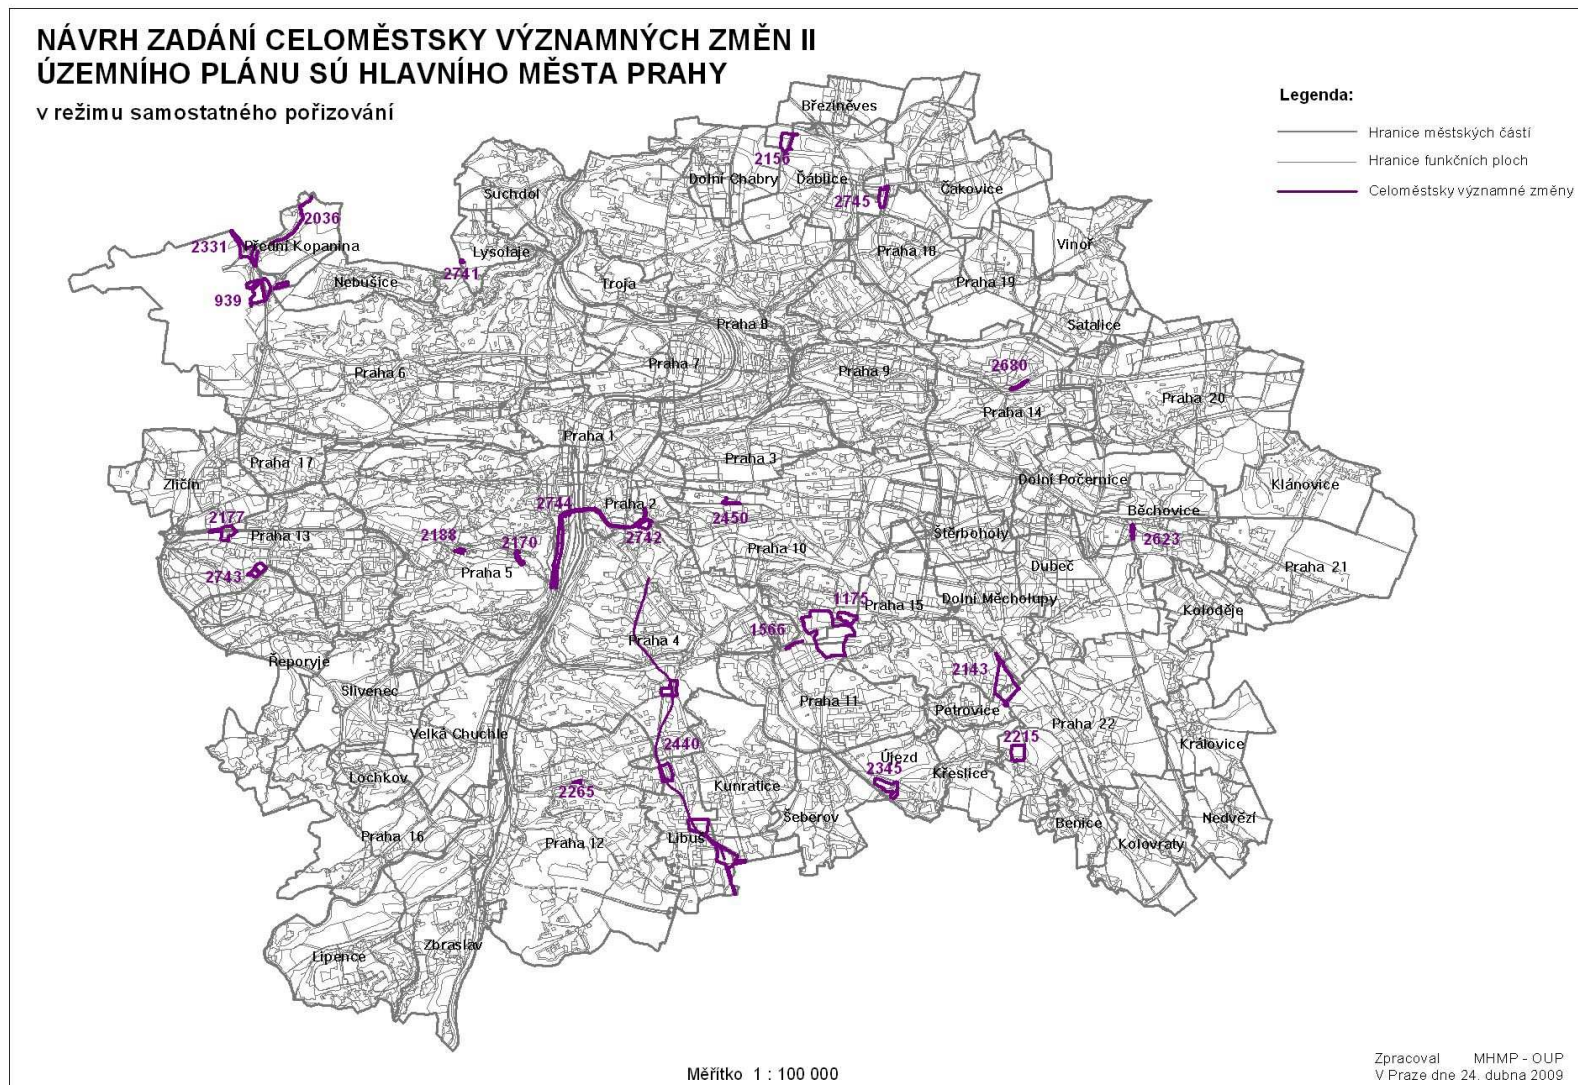 NÁVRH ZADÁNÍ CELOMĚSTSKY VÝZNAMNÝCH ZMĚN II
ÚZEMNÍHO PLÁNU SÚ HLAVNÍHO MĚSTA PRAHY
v režimu samostatného pořizování
Legenda:
Hranice městských částí
Hranice funkčních ploch
Celoměstsky významné změny
Březiněves
2156
Dolní Chabry
Ďáblice
Čakovice
2745
Suchdol
2036
2331
Přední Kopanina
Lysolaje
2741
Nebušice
939
Troja
Praha 18
Vinoř
Praha 19
Satalice
Praha 8
Praha 7
Praha 6
Praha 9
2680
Praha 14
Praha 20
Praha 1
Praha 3
Praha 17
Zličín
Dolní Počernice
Klánovice
2744
Praha 2
2450
Běchovice
2177
Praha 13
2188
2170
2742
Praha 10
Štěrboholy
2623
2743
Praha 5
Dubeč
Praha 21
1175
Praha 15
Dolní Měcholupy
Koloděje
1566
Praha 4
Řeporyje
2143
Slivenec
Praha 11
Petrovice
Praha 22
Velká Chuchle
2440
2215
Královice
Újezd
2345
Křeslice
Lochkov
2265
Kunratice
Šeberov
Praha 16
Praha 12
Libuš
Benice
Nedvězí
Kolovraty
Zbraslav
Lipence
Měřítko 1 : 100 000
Zpracoval MHMP - OUP
V Praze dne 24. dubna 2009